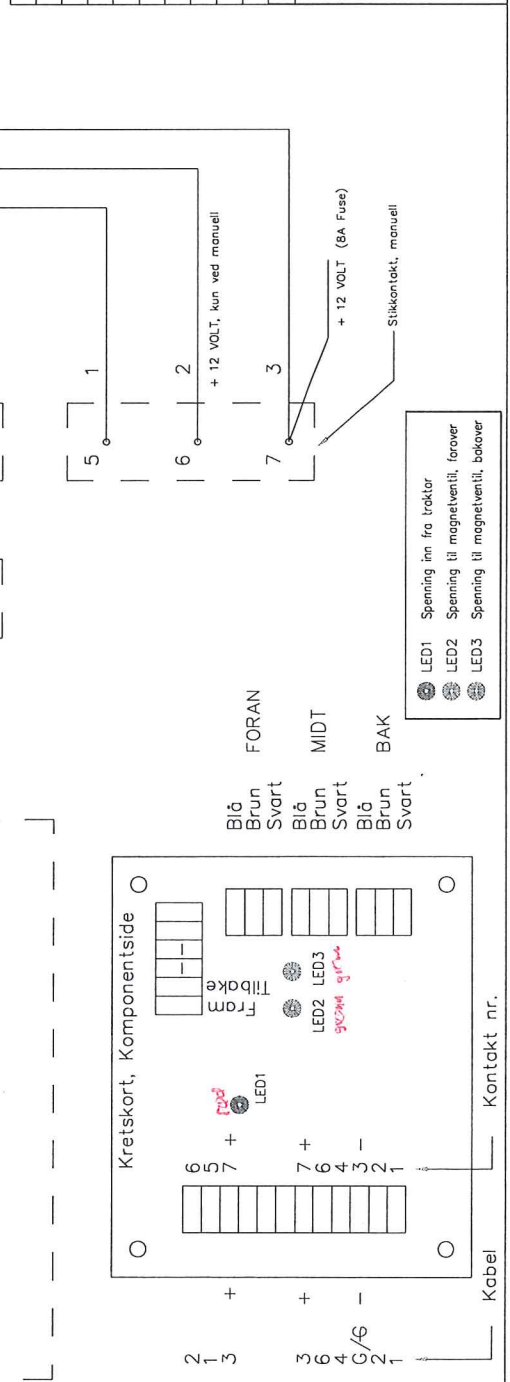 5
1
6
2
+ 12 VOLT, kun ved manuell
7
3
+ 12 VOLT (8A Fuse)
Stikkontakt, manuell
LED1 Spenning inn fra traktor
LED2 Spenning til magnetventil, forover
LED3 Spenning til magnetventil, bakover
Kretskort, Komponentside
Fram
Tilbake
rød
LED1
LED2
LED3
grønn
Blå
Brun
Svart
FORAN
Blå
Brun
Svart
MIDT
Blå
Brun
Svart
BAK
6
5
7 +
7 +
6
4
3 -
2
1
Kontakt nr.
2
1
3 +
3 +
6
4
G/G -
2
1
Kabel